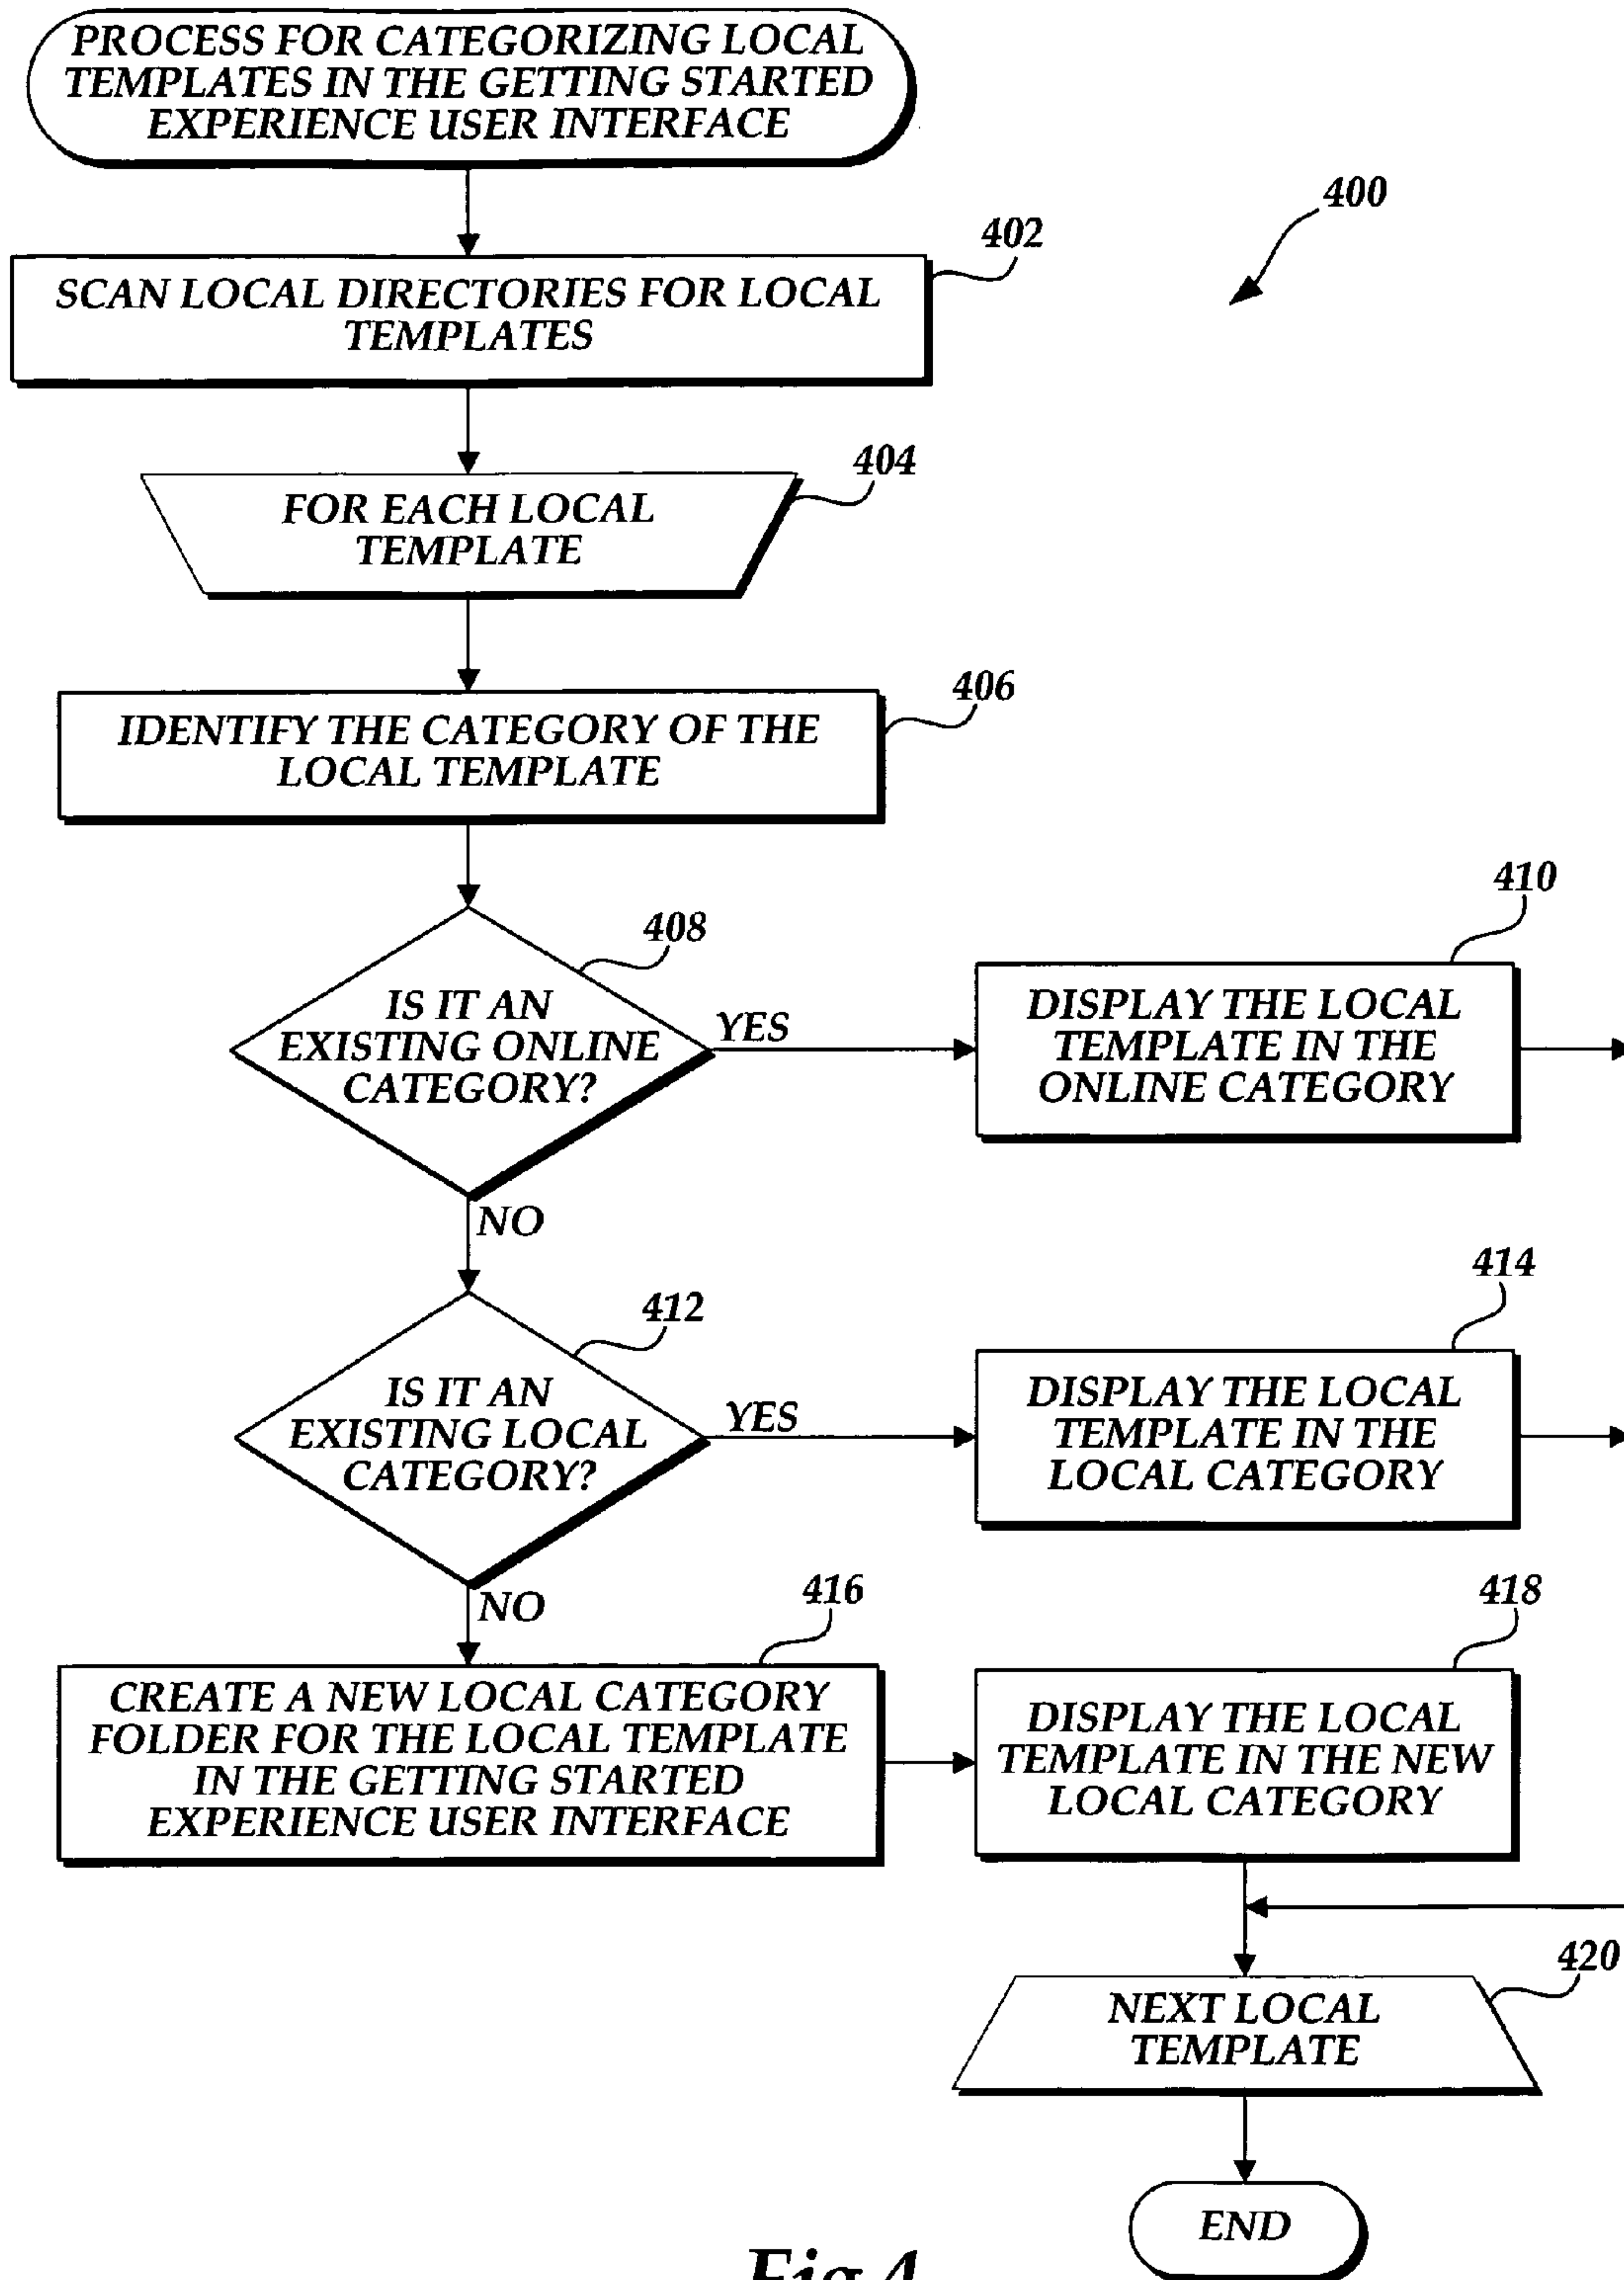 PROCESS FOR CATEGORIZING LOCAL
TEMPLATES IN THE GETTING STARTED
EXPERIENCE USER INTERFACE
400
402
SCAN LOCAL DIRECTORIES FOR LOCAL
TEMPLATES
404
FOR EACH LOCAL
TEMPLATE
406
IDENTIFY THE CATEGORY OF THE
LOCAL TEMPLATE
408
IS IT AN
EXISTING ONLINE
CATEGORY?
YES
410
DISPLAY THE LOCAL
TEMPLATE IN THE
ONLINE CATEGORY
NO
412
IS IT AN
EXISTING LOCAL
CATEGORY?
YES
414
DISPLAY THE LOCAL
TEMPLATE IN THE
LOCAL CATEGORY
NO
416
CREATE A NEW LOCAL CATEGORY
FOLDER FOR THE LOCAL TEMPLATE
IN THE GETTING STARTED
EXPERIENCE USER INTERFACE
418
DISPLAY THE LOCAL
TEMPLATE IN THE NEW
LOCAL CATEGORY
420
NEXT LOCAL
TEMPLATE
END
Fig.4.